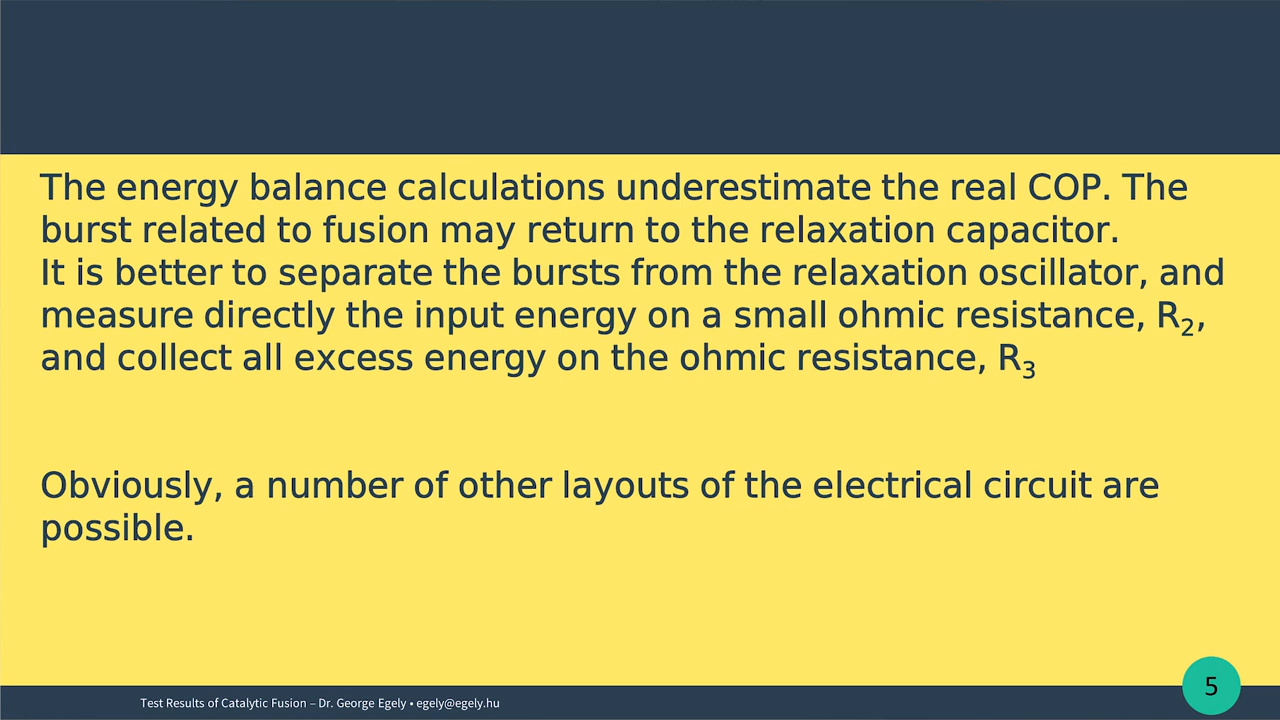 The energy balance calculations underestimate the real COP. The
burst related to fusion may return to the relaxation capacitor.
It is better to separate the bursts from the relaxation oscillator, and
measure directly the input energy on a small ohmic resistance, R₂,
and collect all excess energy on the ohmic resistance, R₃
Obviously, a number of other layouts of the electrical circuit are
possible.
Test Results of Catalytic Fusion – Dr. George Egely • egely@egely.hu
5